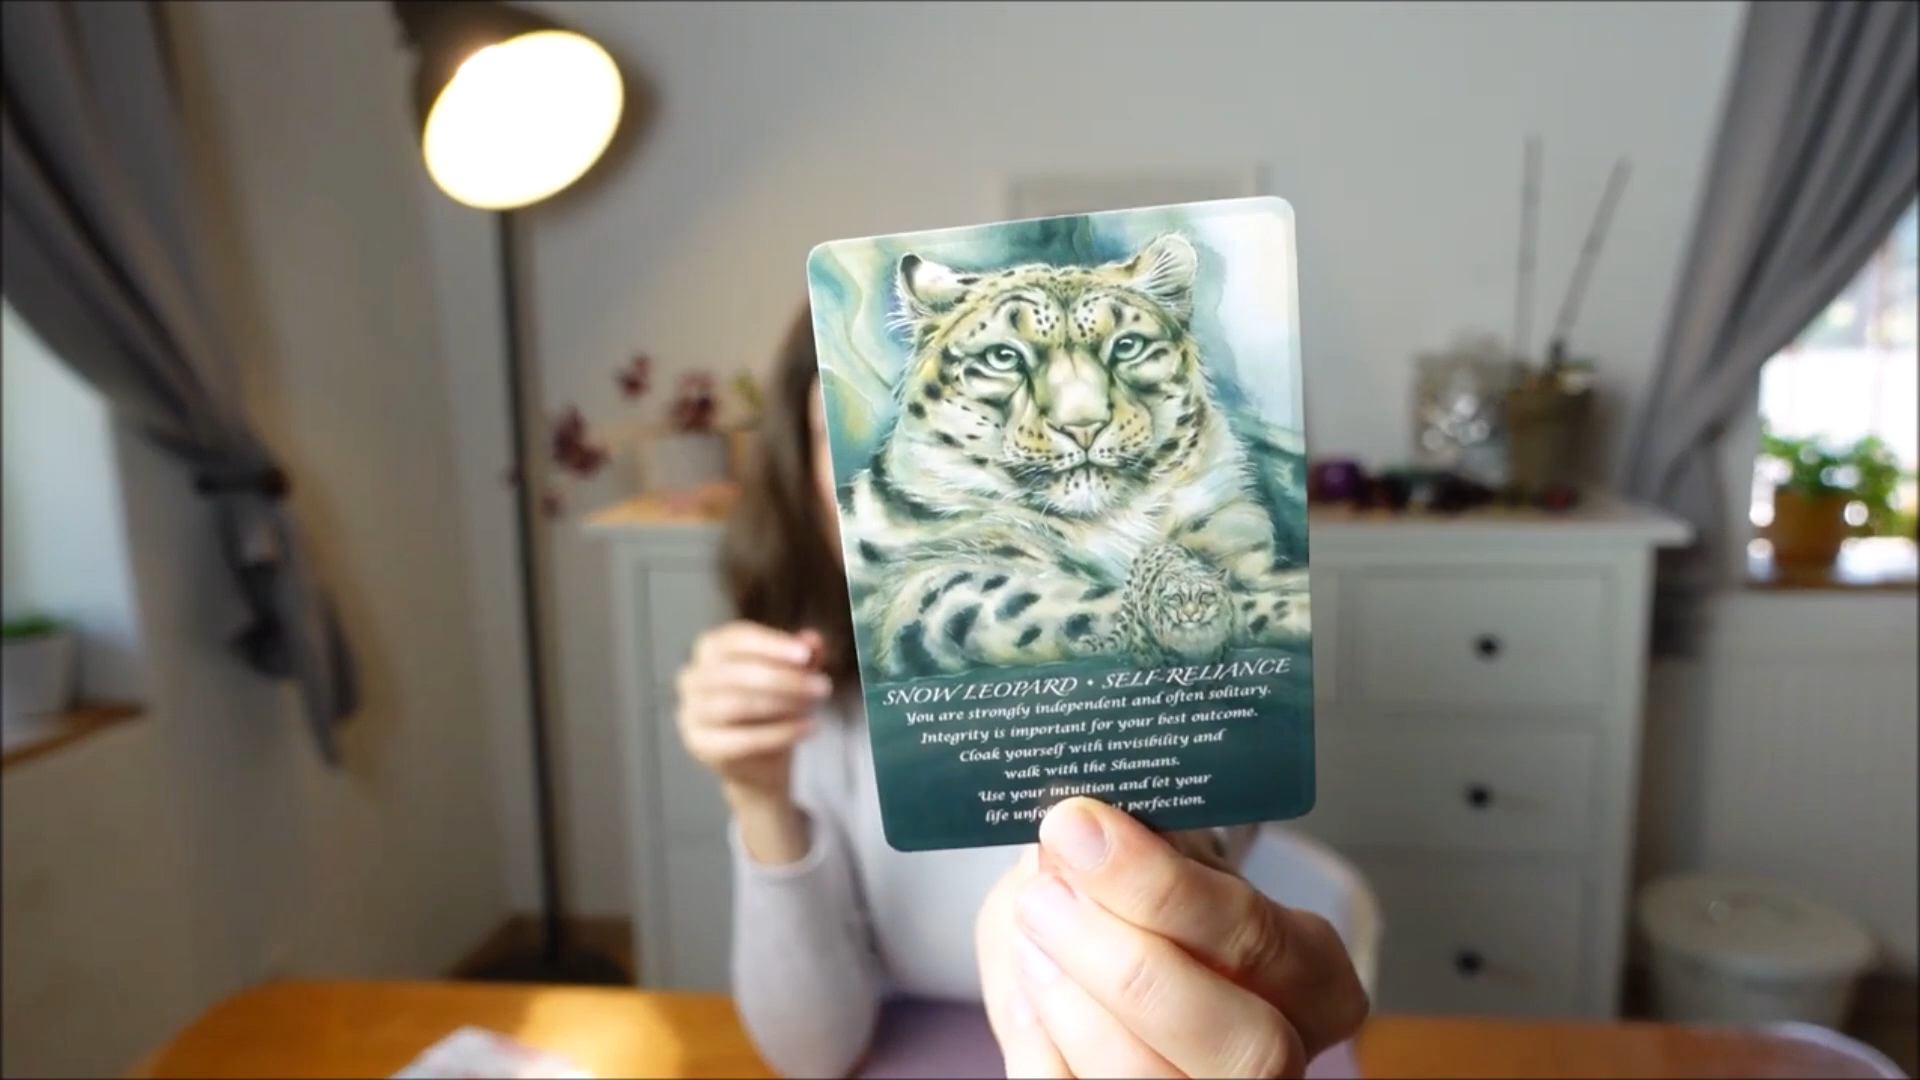 SNOW LEOPARD • SELF-RELIANCE
You are strongly independent and often solitary.
Integrity is important for your best outcome.
Cloak yourself with invisibility and
walk with the Shamans.
Use your intuition and let your
life perfection.